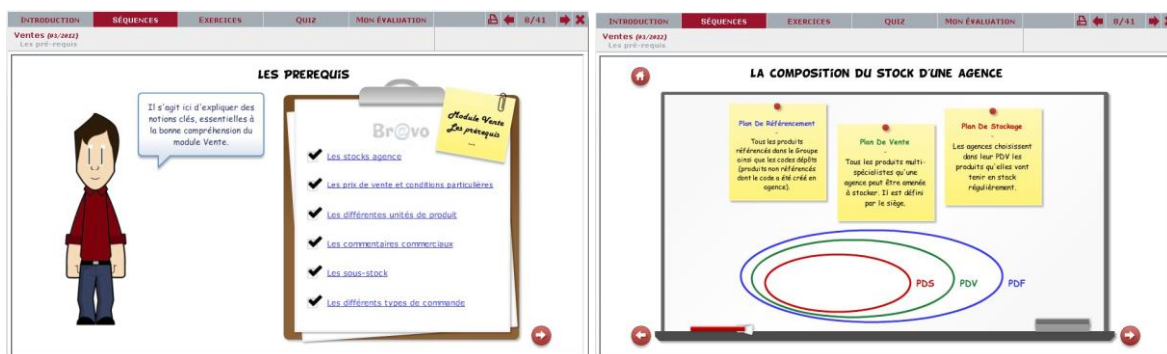 INTRODUCTION SÉQUENCES EXERCICES QUIZ MON ÉVALUATION 8/41
Ventes (03/2022)
Les pré-requis
LES PREREQUIS
Il s'agit ici d'expliquer des
notions clés, essentielles à
la bonne compréhension du
module Vente.
Br@vo
Module Vente
Les prérequis
...
Les stocks agence
Les prix de vente et conditions particulières
Les différentes unités de produit
Les commentaires commerciaux
Les sous-stock
Les différents types de commande
INTRODUCTION SÉQUENCES EXERCICES QUIZ MON ÉVALUATION 8/41
Ventes (03/2022)
Les pré-requis
LA COMPOSITION DU STOCK D'UNE AGENCE
Plan De Référencement
-
Tous les produits
référencés dans le Groupe
ainsi que les codes dépôts
(produits non référencés
dont le code a été créé en
agence).
Plan De Vente
-
Tous les produits multi-
spécialistes qu'une
agence peut être amenée
à stocker. Il est défini
par le siège.
Plan De Stockage
-
Les agences choisissent
dans leur PDV les
produits qu'elles vont
tenir en stock
régulièrement.
PDS PDV PDF